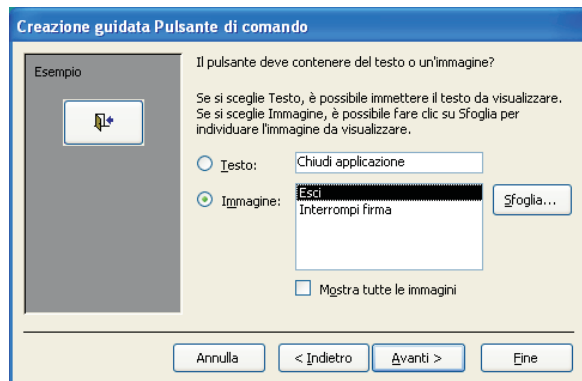 Creazione guidata Pulsante di comando
Esempio
Il pulsante deve contenere del testo o un'immagine?
Se si sceglie Testo, è possibile immettere il testo da visualizzare.
Se si sceglie Immagine, è possibile fare clic su Sfoglia per
individuare l'immagine da visualizzare.
Testo: Chiudi applicazione
Immagine: Esci
Interrompi firma
Sfoglia...
Mostra tutte le immagini
Annulla < Indietro Avanti > Fine